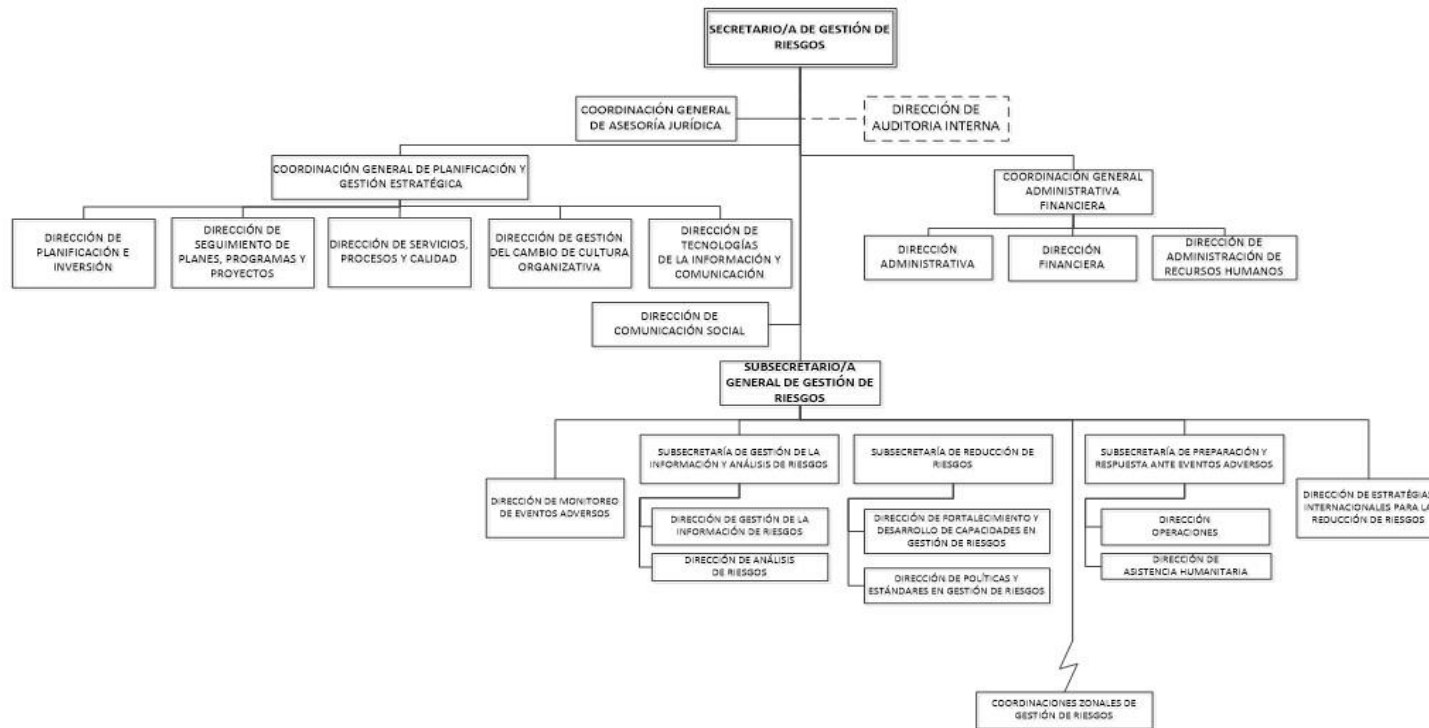 SECRETARIO/A DE GESTIÓN DE
RIESGOS
COORDINACIÓN GENERAL
DE ASESORÍA JURÍDICA
DIRECCIÓN DE
AUDITORIA INTERNA
COORDINACIÓN GENERAL DE PLANIFICACIÓN Y
GESTIÓN ESTRATÉGICA
COORDINACIÓN GENERAL
ADMINISTRATIVA
FINANCIERA
DIRECCIÓN DE
PLANIFICACIÓN E
INVERSIÓN
DIRECCIÓN DE
SEGUIMIENTO DE
PLANES, PROGRAMAS Y
PROYECTOS
DIRECCIÓN DE SERVICIOS,
PROCESOS Y CALIDAD
DIRECCIÓN DE GESTIÓN
DEL CAMBIO DE CULTURA
ORGANIZATIVA
DIRECCIÓN DE
TECNOLOGÍAS
DE LA INFORMACIÓN Y
COMUNICACIÓN
DIRECCIÓN
ADMINISTRATIVA
DIRECCIÓN
FINANCIERA
DIRECCIÓN DE
ADMINISTRACIÓN DE
RECURSOS HUMANOS
DIRECCIÓN DE
COMUNICACIÓN SOCIAL
SUBSECRETARIO/A
GENERAL DE GESTIÓN DE
RIESGOS
DIRECCIÓN DE MONITOREO
DE EVENTOS ADVERSOS
SUBSECRETARÍA DE GESTIÓN DE LA
INFORMACIÓN Y ANÁLISIS DE RIESGOS
DIRECCIÓN DE GESTIÓN DE LA
INFORMACIÓN DE RIESGOS
DIRECCIÓN DE ANÁLISIS
DE RIESGOS
SUBSECRETARÍA DE REDUCCIÓN DE
RIESGOS
DIRECCIÓN DE FORTALECIMIENTO Y
DESARROLLO DE CAPACIDADES EN
GESTIÓN DE RIESGOS
DIRECCIÓN DE POLÍTICAS Y
ESTÁNDARES EN GESTIÓN DE RIESGOS
SUBSECRETARÍA DE PREPARACIÓN Y
RESPUESTA ANTE EVENTOS ADVERSOS
DIRECCIÓN
OPERACIONES
DIRECCIÓN DE
ASISTENCIA HUMANITARIA
DIRECCIÓN DE ESTRATÉGIAS
INTERNACIONALES PARA LA
REDUCCIÓN DE RIESGOS
COORDINACIONES ZONALES DE
GESTIÓN DE RIESGOS